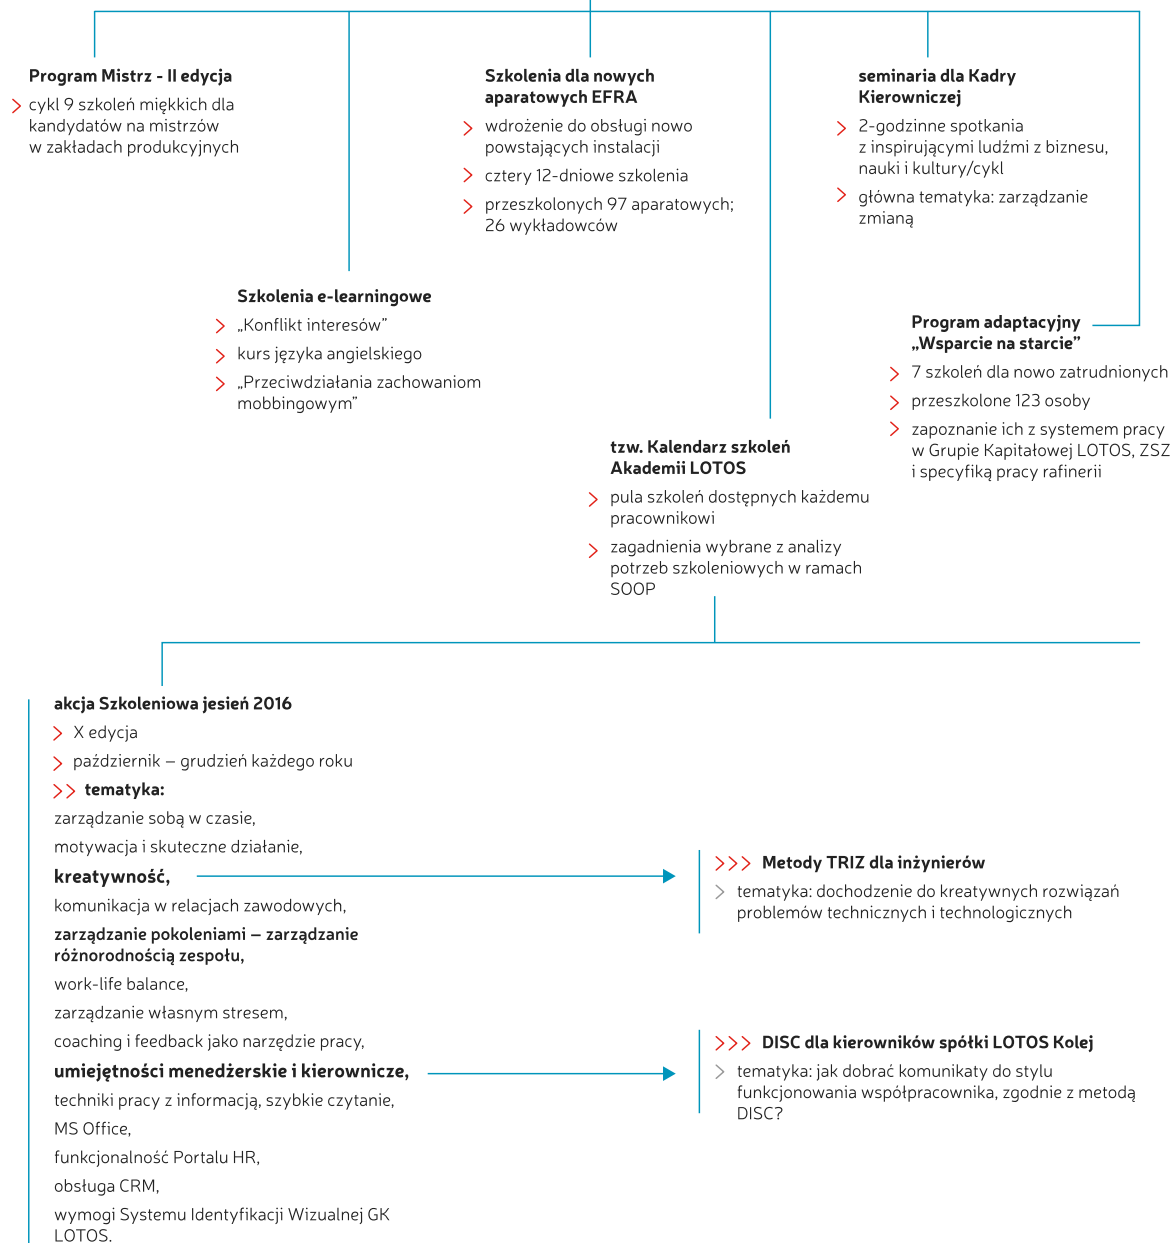 Program Mistrz - II edycja
cykl 9 szkoleń miękkich dla
kandydatów na mistrzów
w zakładach produkcyjnych
Szkolenia dla nowych
aparatowych EFRA
wdrożenie do obsługi nowo
powstających instalacji
cztery 12-dniowe szkolenia
przeszkolonych 97 aparatowych;
26 wykładowców
seminaria dla Kadry
Kierowniczej
2-godzinne spotkania
z inspirującymi ludźmi z biznesu,
nauki i kultury/cykl
główna tematyka: zarządzanie
zmianą
Szkolenia e-learningowe
„Konflikt interesów”
kurs języka angielskiego
„Przeciwdziałania zachowaniom
mobbingowym”
Program adaptacyjny
„Wsparcie na starcie”
7 szkoleń dla nowo zatrudnionych
przeszkolone 123 osoby
zapoznanie ich z systemem pracy
w Grupie Kapitałowej LOTOS, ZSZ
i specyfiką pracy rafinerii
tzw. Kalendarz szkoleń
Akademii LOTOS
pula szkoleń dostępnych każdemu
pracownikowi
zagadnienia wybrane z analizy
potrzeb szkoleniowych w ramach
SOOP
akcja Szkoleniowa jesień 2016
X edycja
październik – grudzień każdego roku
tematyka:
zarządzanie sobą w czasie,
motywacja i skuteczne działanie,
kreatywność,
komunikacja w relacjach zawodowych,
zarządzanie pokoleniami – zarządzanie
różnorodnością zespołu,
work-life balance,
zarządzanie własnym stresem,
coaching i feedback jako narzędzie pracy,
umiejętności menedżerskie i kierownicze,
techniki pracy z informacją, szybkie czytanie,
MS Office,
funkcjonalność Portalu HR,
obsługa CRM,
wymogi Systemu Identyfikacji Wizualnej GK
LOTOS.
Metody TRIZ dla inżynierów
tematyka: dochodzenie do kreatywnych rozwiązań
problemów technicznych i technologicznych
DISC dla kierowników spółki LOTOS Kolej
tematyka: jak dobrać komunikaty do stylu
funkcjonowania współpracownika, zgodnie z metodą
DISC?